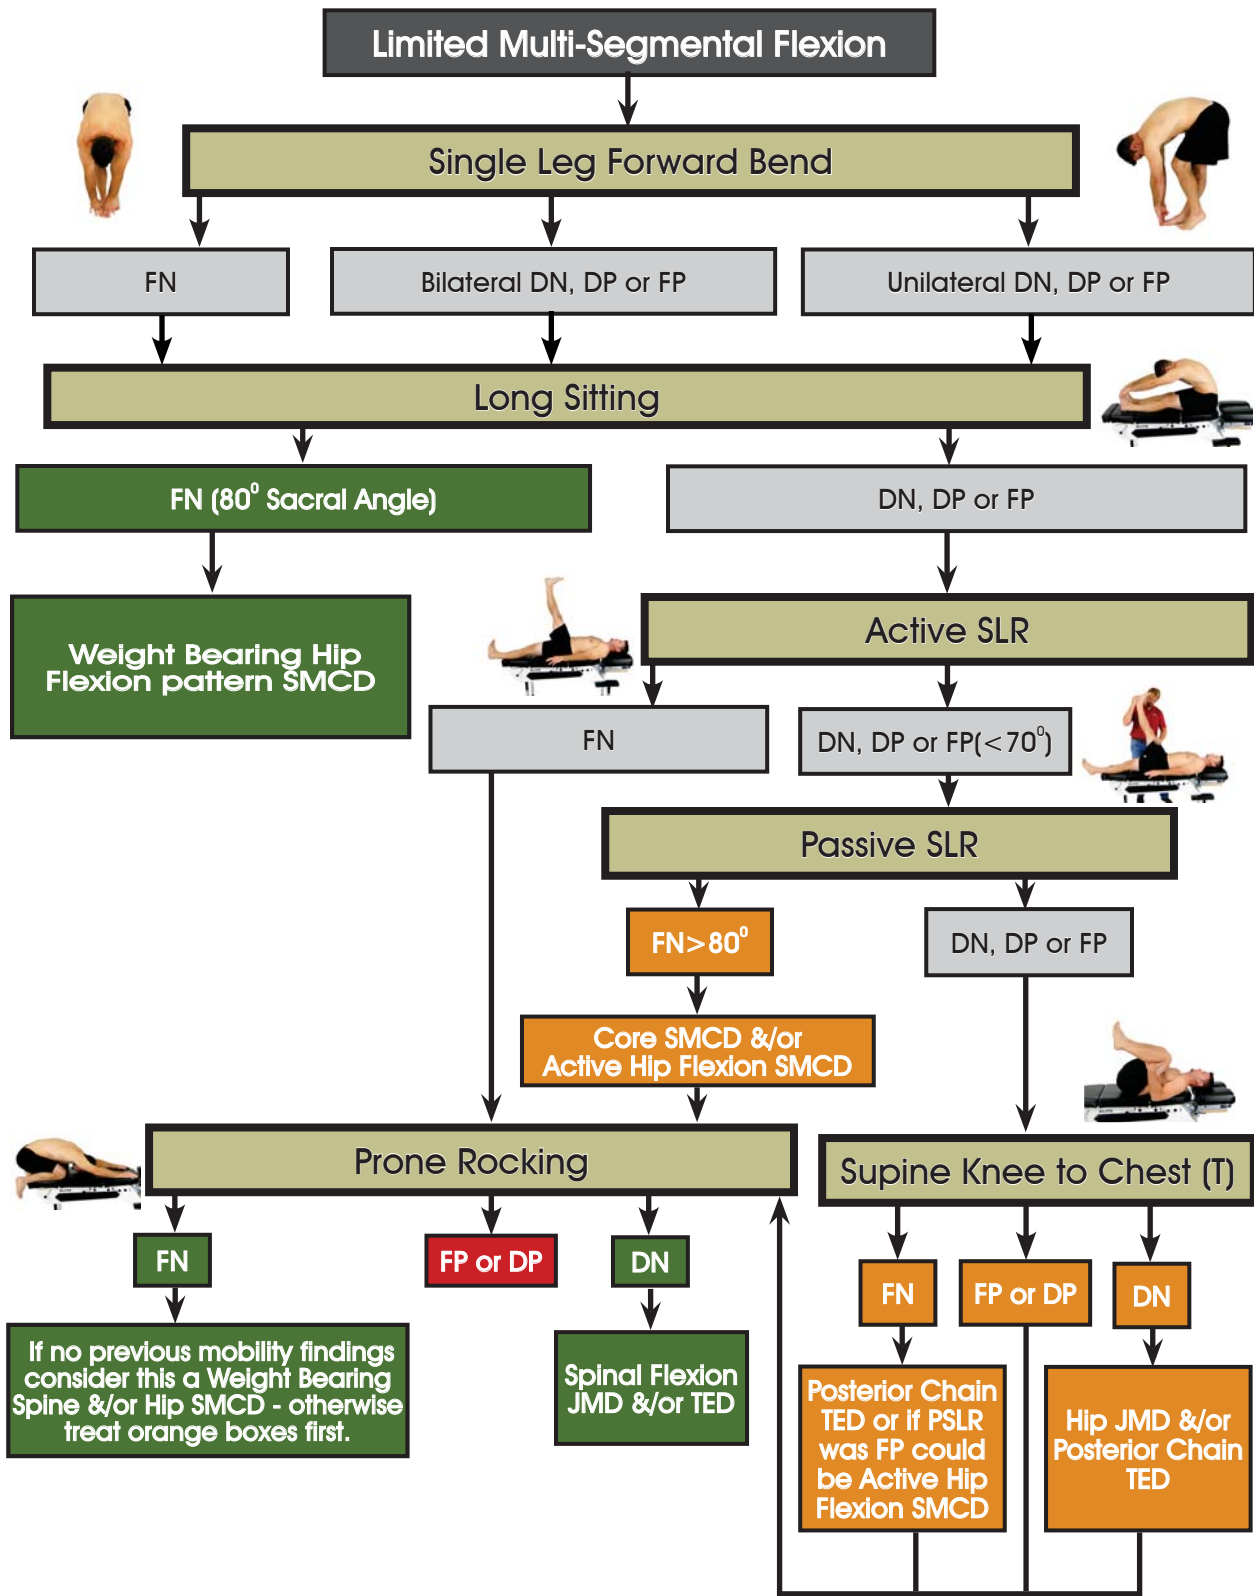 Limited Multi-Segmental Flexion
Single Leg Forward Bend
FN
Bilateral DN, DP or FP
Unilateral DN, DP or FP
Long Sitting
FN (80⁰ Sacral Angle)
DN, DP or FP
Weight Bearing Hip
Flexion pattern SMCD
Active SLR
FN
DN, DP or FP(<70⁰)
Passive SLR
FN>80⁰
DN, DP or FP
Core SMCD &/or
Active Hip Flexion SMCD
Prone Rocking
Supine Knee to Chest (T)
FN
FP or DP
DN
FN
FP or DP
DN
If no previous mobility findings
consider this a Weight Bearing
Spine &/or Hip SMCD - otherwise
treat orange boxes first.
Spinal Flexion
JMD &/or TED
Posterior Chain
TED or if PSLR
was FP could
be Active Hip
Flexion SMCD
Hip JMD &/or
Posterior Chain
TED